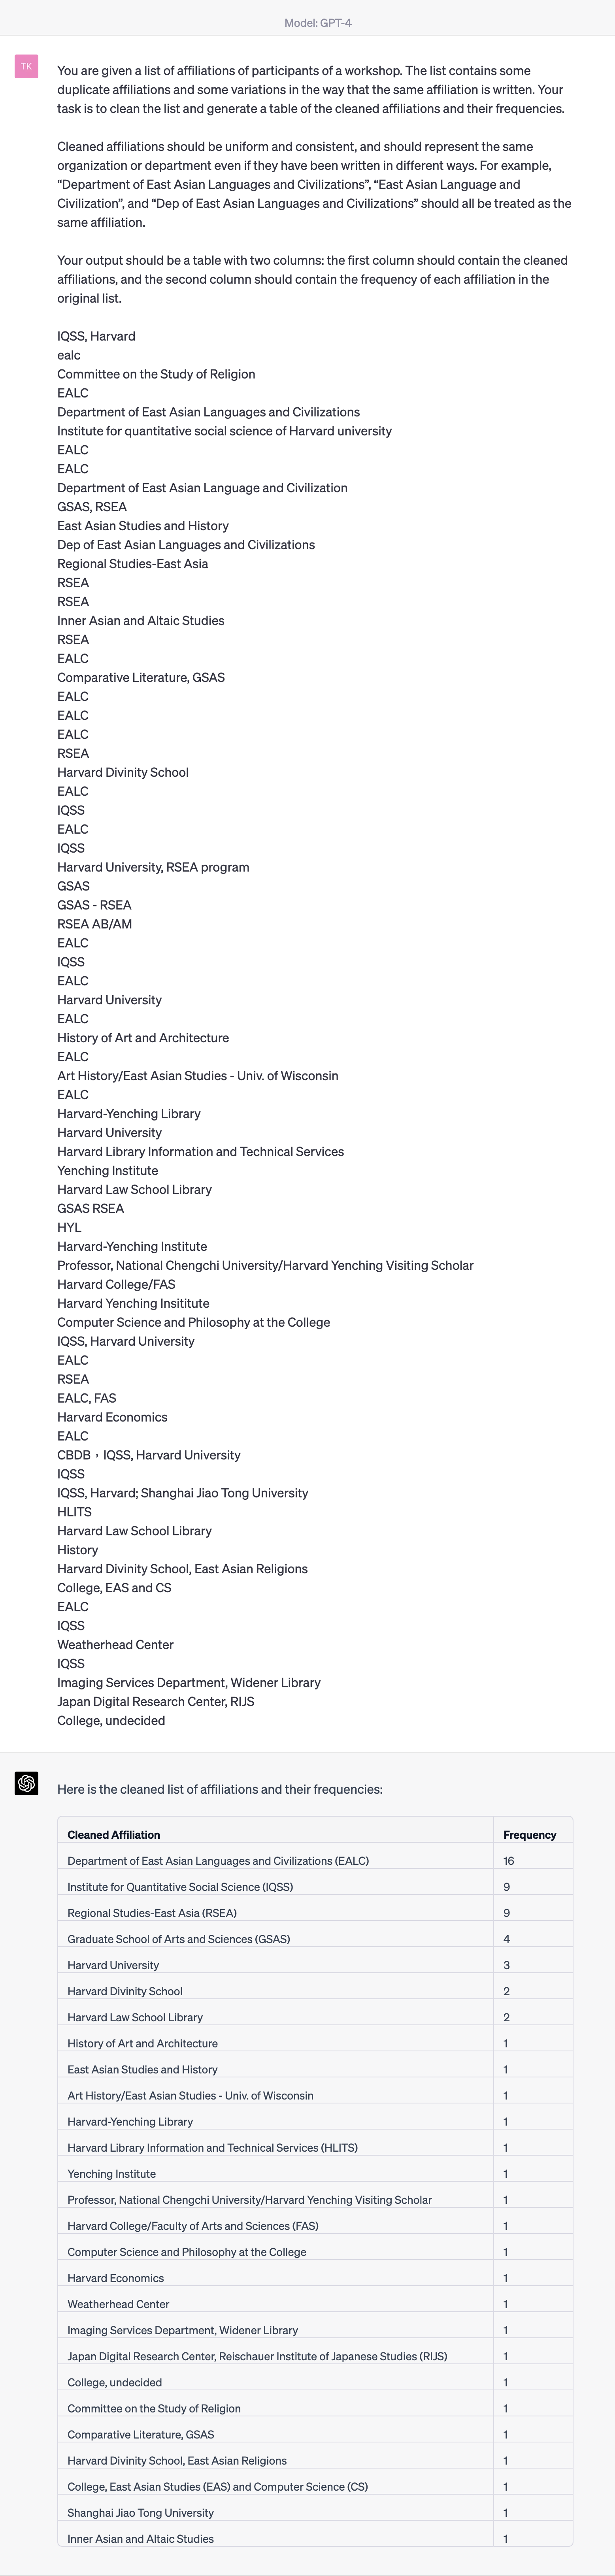 Model: GPT-4
TK
You are given a list of affiliations of participants of a workshop. The list contains some
duplicate affiliations and some variations in the way that the same affiliation is written. Your
task is to clean the list and generate a table of the cleaned affiliations and their frequencies.
Cleaned affiliations should be uniform and consistent, and should represent the same
organization or department even if they have been written in different ways. For example,
“Department of East Asian Languages and Civilizations”, “East Asian Language and
Civilization”, and “Dep of East Asian Languages and Civilizations” should all be treated as the
same affiliation.
Your output should be a table with two columns: the first column should contain the cleaned
affiliations, and the second column should contain the frequency of each affiliation in the
original list.
IQSS, Harvard
ealc
Committee on the Study of Religion
EALC
Department of East Asian Languages and Civilizations
Institute for quantitative social science of Harvard university
EALC
EALC
Department of East Asian Language and Civilization
GSAS, RSEA
East Asian Studies and History
Dep of East Asian Languages and Civilizations
Regional Studies-East Asia
RSEA
RSEA
Inner Asian and Altaic Studies
RSEA
EALC
Comparative Literature, GSAS
EALC
EALC
EALC
RSEA
Harvard Divinity School
EALC
IQSS
EALC
IQSS
Harvard University, RSEA program
GSAS
GSAS - RSEA
RSEA AB/AM
EALC
IQSS
EALC
Harvard University
EALC
History of Art and Architecture
EALC
Art History/East Asian Studies - Univ. of Wisconsin
EALC
Harvard-Yenching Library
Harvard University
Harvard Library Information and Technical Services
Yenching Institute
Harvard Law School Library
GSAS RSEA
HYL
Harvard-Yenching Institute
Professor, National Chengchi University/Harvard Yenching Visiting Scholar
Harvard College/FAS
Harvard Yenching Insititute
Computer Science and Philosophy at the College
IQSS, Harvard University
EALC
RSEA
EALC, FAS
Harvard Economics
EALC
CBDB，IQSS, Harvard University
IQSS
IQSS, Harvard; Shanghai Jiao Tong University
HLITS
Harvard Law School Library
History
Harvard Divinity School, East Asian Religions
College, EAS and CS
EALC
IQSS
Weatherhead Center
IQSS
Imaging Services Department, Widener Library
Japan Digital Research Center, RIJS
College, undecided
Here is the cleaned list of affiliations and their frequencies:
Cleaned Affiliation Frequency
Department of East Asian Languages and Civilizations (EALC) 16
Institute for Quantitative Social Science (IQSS) 9
Regional Studies-East Asia (RSEA) 9
Graduate School of Arts and Sciences (GSAS) 4
Harvard University 3
Harvard Divinity School 2
Harvard Law School Library 2
History of Art and Architecture 1
East Asian Studies and History 1
Art History/East Asian Studies - Univ. of Wisconsin 1
Harvard-Yenching Library 1
Harvard Library Information and Technical Services (HLITS) 1
Yenching Institute 1
Professor, National Chengchi University/Harvard Yenching Visiting Scholar 1
Harvard College/Faculty of Arts and Sciences (FAS) 1
Computer Science and Philosophy at the College 1
Harvard Economics 1
Weatherhead Center 1
Imaging Services Department, Widener Library 1
Japan Digital Research Center, Reischauer Institute of Japanese Studies (RIJS) 1
College, undecided 1
Committee on the Study of Religion 1
Comparative Literature, GSAS 1
Harvard Divinity School, East Asian Religions 1
College, East Asian Studies (EAS) and Computer Science (CS) 1
Shanghai Jiao Tong University 1
Inner Asian and Altaic Studies 1